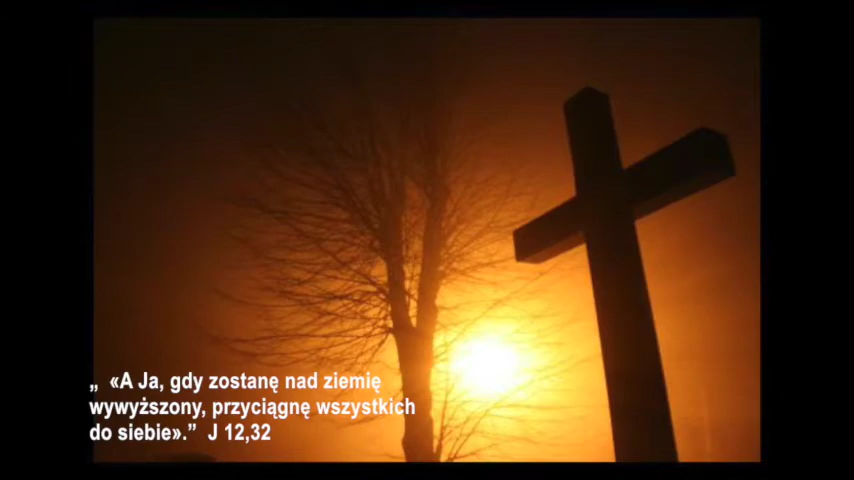 „ «A Ja, gdy zostanę nad ziemię
wywyższony, przyciągnę wszystkich
do siebie».” J 12,32